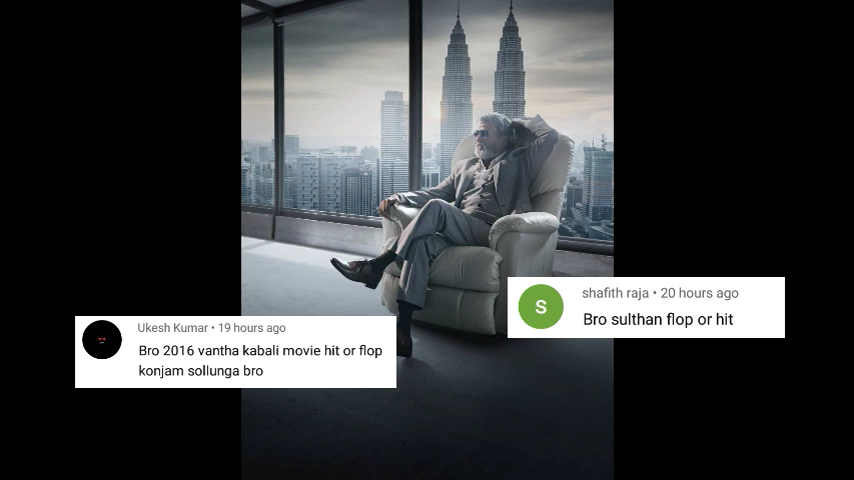 shafith raja • 20 hours ago
S
Bro sulthan flop or hit
Ukesh Kumar • 19 hours ago
Bro 2016 vantha kabali movie hit or flop
konjam sollunga bro